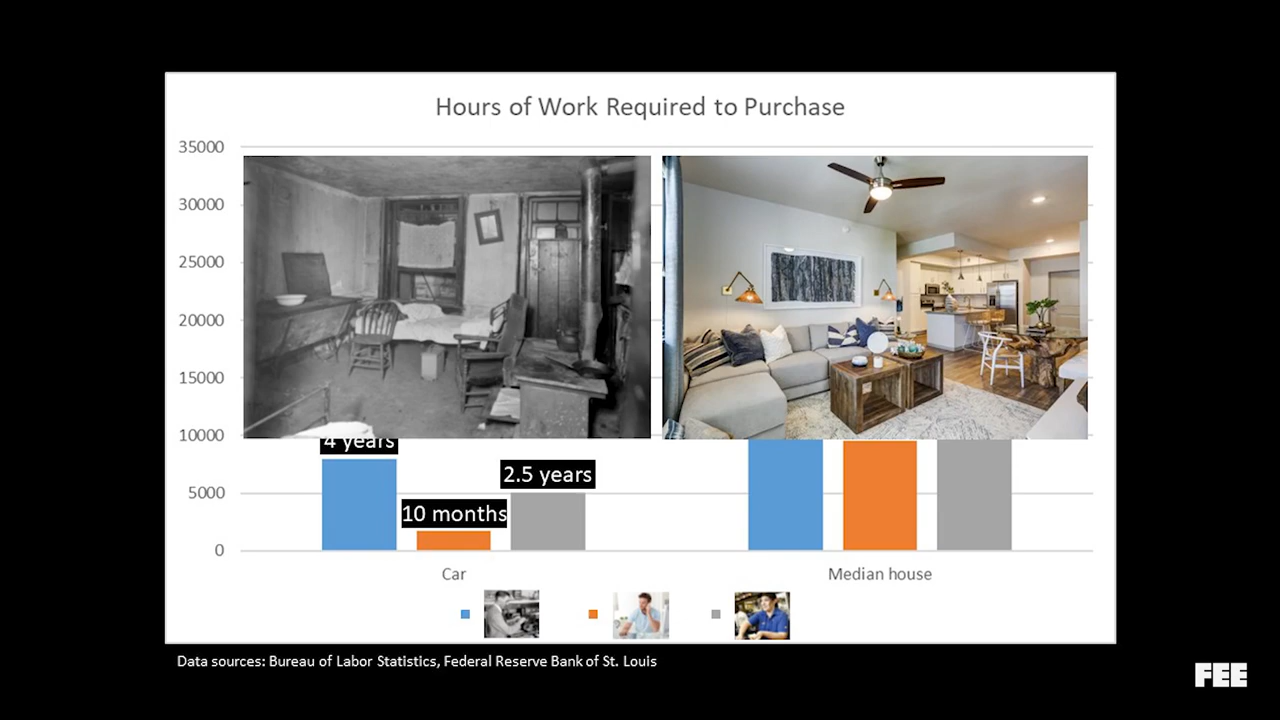 Hours of Work Required to Purchase
35000
30000
25000
20000
15000
10000
5000
0
4 years
10 months
2.5 years
Car
Median house
Data sources: Bureau of Labor Statistics, Federal Reserve Bank of St. Louis
FEE